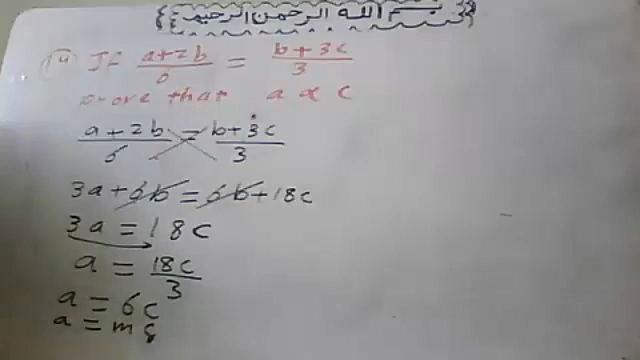 بسم الله الرحمن الرحيم
If (a+2b)/6 = (b+3c)/3
prove that a α c
(a+2b)/6 = (b+3c)/3
3a+6b = 6b+18c
3a = 18c
a = 18c/3
a = 6c
a = m c